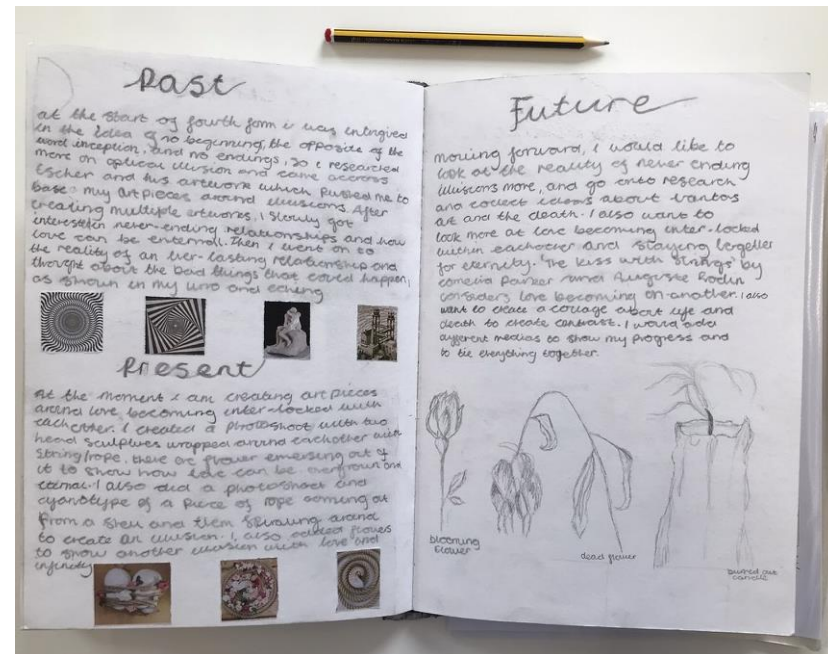 Past
at the start of fourth form i was intrigued
in the idea of no beginning, the opposite of the
word inception, and no endings, so i researched
more on optical illusion and came accross
Escher and his artwork which pushed me to
base my art pieces around illusions. After
creating multiple artworks, i slowly got
interested in never-ending relationships and how
love can be enternal. Then i went on to
the reality of an ever-lasting relationship and
thought about the bad things that could happen,
as shown in my lino and eching
Present
At the moment i am creating art pieces
around love becoming inter-locked with
eachother. I created a photoshoot with two
head sculptures wrapped around eachother with
string/rope. there are flower emersing out of
it to show how love can be overgrown and
eternal. I also did a photoshoot and
cyanotype of a piece of rope coming out
from a shell and them spiraling around
to create an illusion. I, also added flowers
to show another illusion with love and
infinity
Future
moving forward, i would like to
look at the reality of never ending
illusions more, and go onto research
and collect ideas about vanitas
art and the death. I also want to
look more at love becoming inter-locked
within eachother and staying together
for eternity. 'The kiss with strings' by
cornelia Parker and Auguste Rodin
considers love becoming on-another. i also
want to create a collage about life and
death to create contrast. I would add
different medias to show my progress and
to tie everything together.
blooming
flower
dead flower
burned out
candle